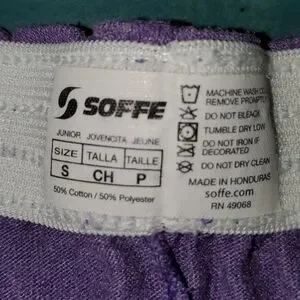 SOFFE
JUNIOR JOVENCITA JEUNE
SIZE TALLA TAILLE
S CH P
50% Cotton / 50% Polyester
MACHINE WASH
REMOVE PROMPTLY
DO NOT BLEACH
TUMBLE DRY LOW
DO NOT IRON IF
DECORATED
DO NOT DRY CLEAN
MADE IN HONDURAS
soffe.com
RN 49068